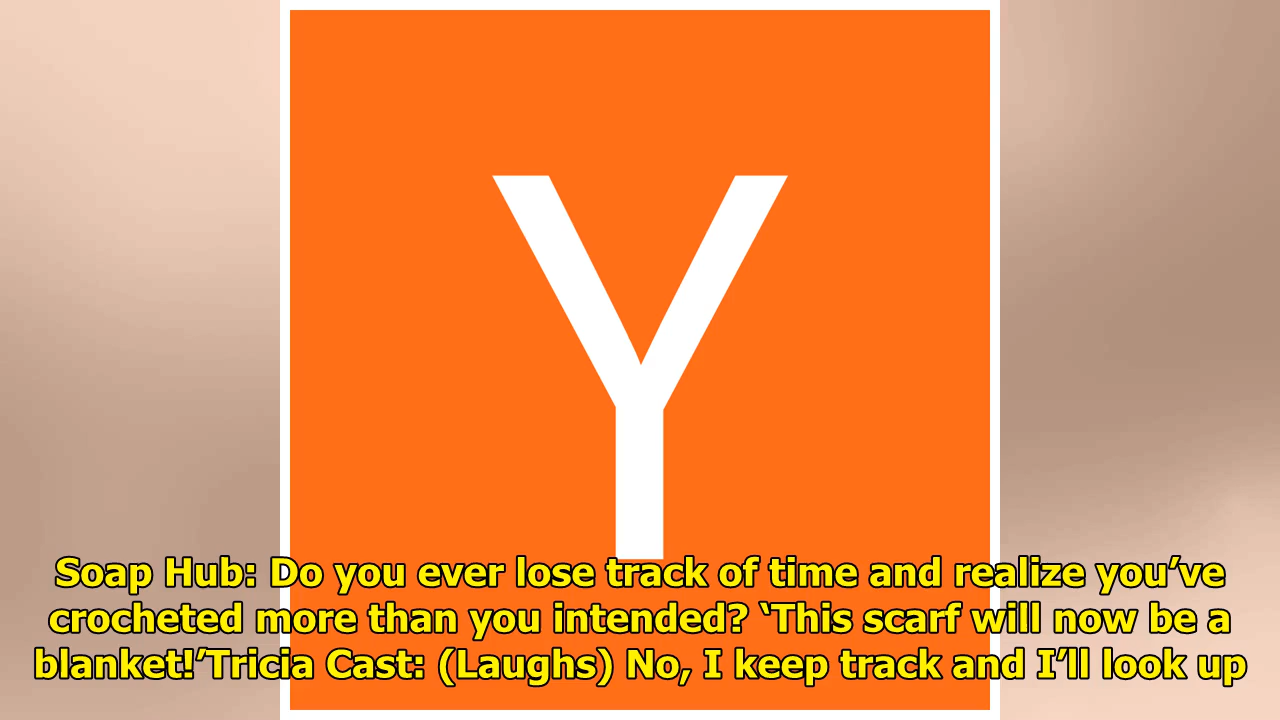 Y
Soap Hub: Do you ever lose track of time and realize you’ve
crocheted more than you intended? ‘This scarf will now be a
blanket!’Tricia Cast: (Laughs) No, I keep track and I’ll look up